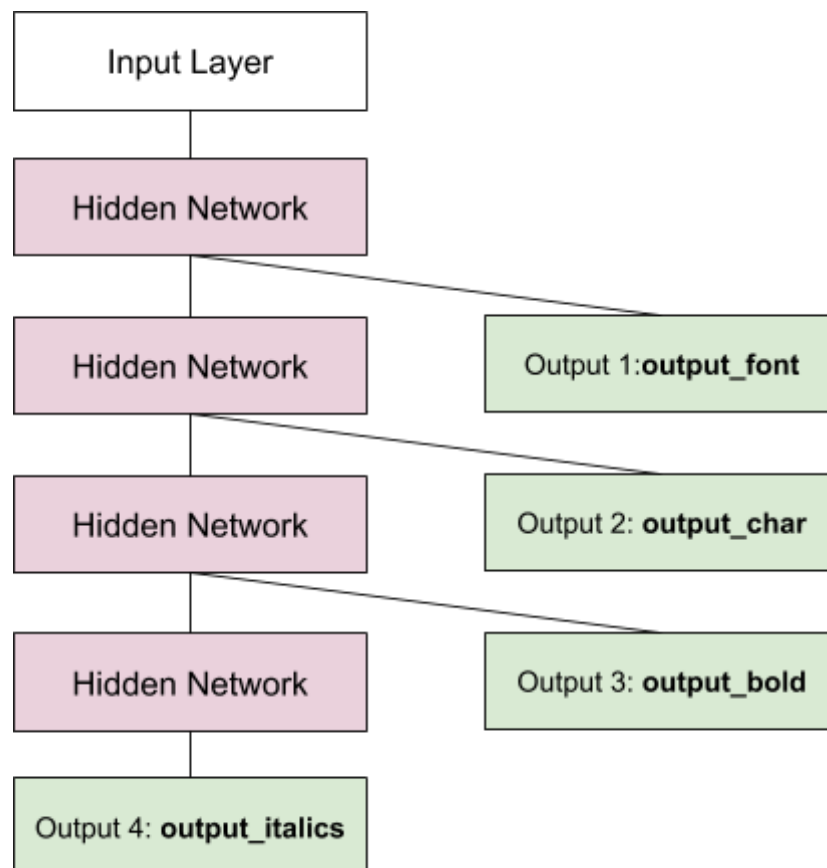 Input Layer
Hidden Network
Hidden Network
Output 1:output_font
Hidden Network
Output 2: output_char
Hidden Network
Output 3: output_bold
Output 4: output_italics